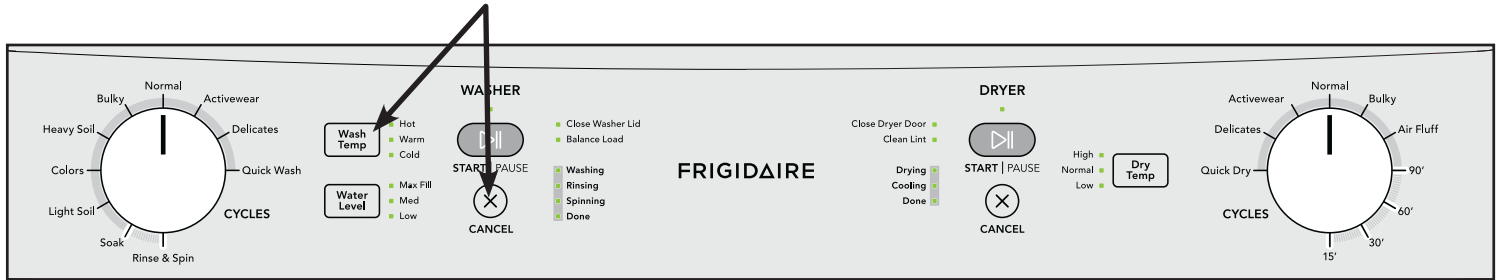 WASHER
Normal
Bulky
Activewear
Heavy Soil
Delicates
Colors
Quick Wash
Light Soil
Soak
Rinse & Spin
CYCLES
Wash
Temp
Hot
Warm
Cold
Water
Level
Max Fill
Med
Low
START | PAUSE
CANCEL
Close Washer Lid
Balance Load
Washing
Rinsing
Spinning
Done
FRIGIDAIRE
DRYER
Close Dryer Door
Clean Lint
Drying
Cooling
Done
START | PAUSE
CANCEL
High
Normal
Low
Dry
Temp
Normal
Activewear
Bulky
Delicates
Air Fluff
Quick Dry
90'
60'
30'
15'
CYCLES